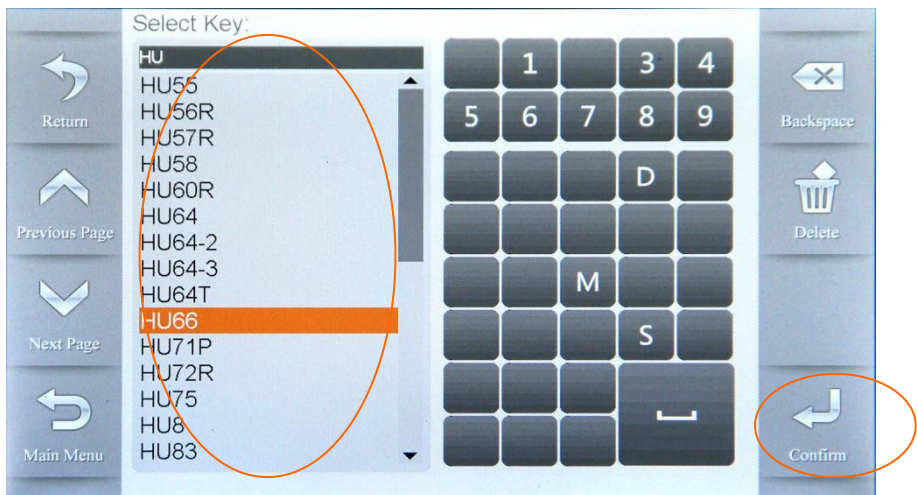 Select Key:
HU
HU55
HU56R
HU57R
HU58
HU60R
HU64
HU64-2
HU64-3
HU64T
HU66
HU71P
HU72R
HU75
HU8
HU83
Return
Previous Page
Next Page
Main Menu
1 3 4
5 6 7 8 9
D
M
S
Backspace
Delete
Confirm